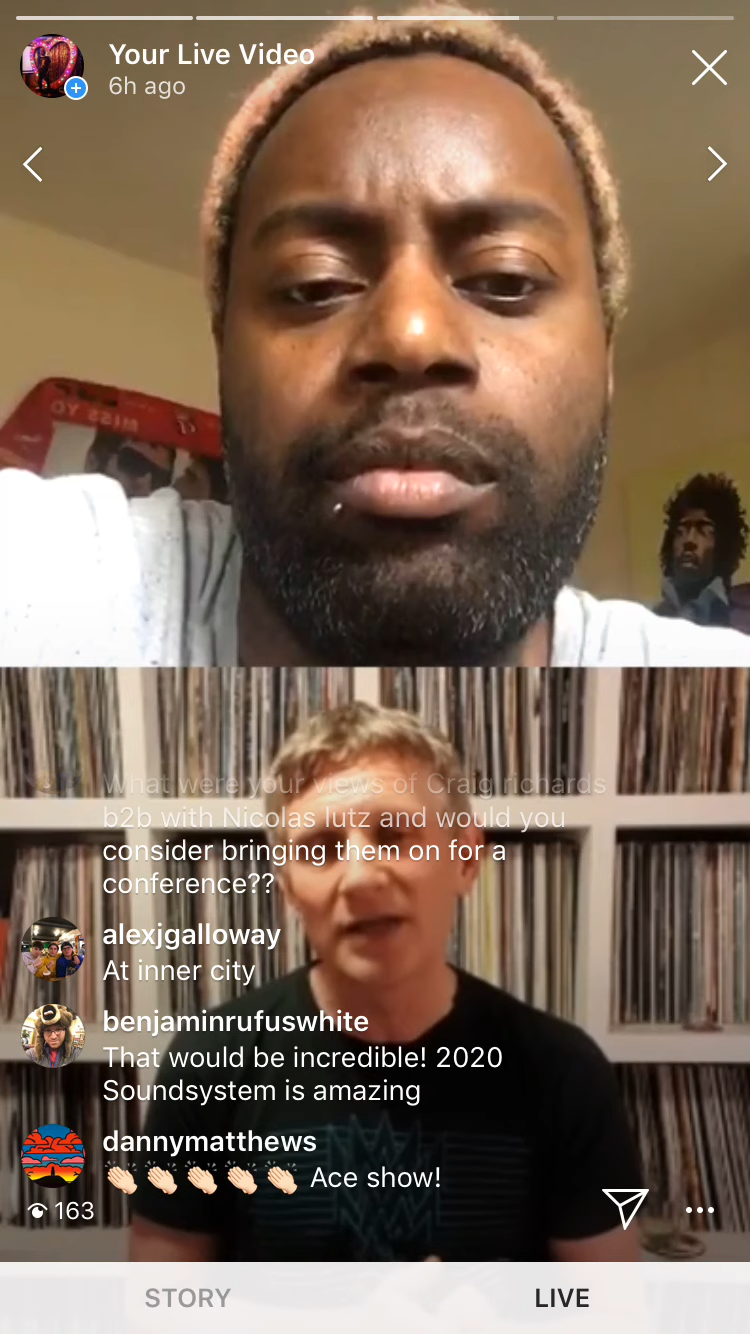 Your Live Video
6h ago
MISS YO
What were your views of Craig richards
b2b with Nicolas lutz and would you
consider bringing them on for a
conference??
alexjgalloway
At inner city
benjaminrufuswhite
That would be incredible! 2020
Soundsystem is amazing
dannymatthews
👏🏻👏🏻👏🏻👏🏻👏🏻 Ace show!
163
STORY
LIVE